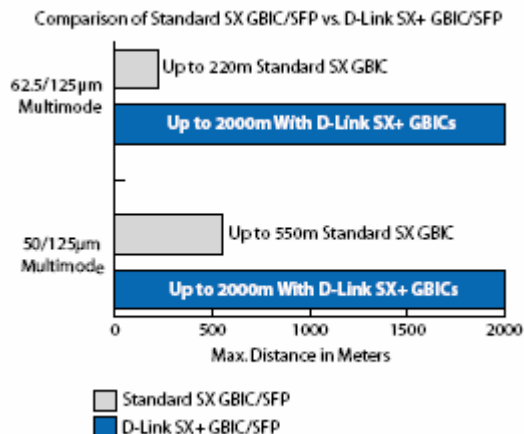 Comparison of Standard SX GBIC/SFP vs. D-Link SX+ GBIC/SFP
62.5/125µm
Multimode
Up to 220m Standard SX GBIC
Up to 2000m With D-Link SX+ GBICs
50/125µm
Multimode
Up to 550m Standard SX GBIC
Up to 2000m With D-Link SX+ GBICs
0 500 1000 1500 2000
Max. Distance in Meters
Standard SX GBIC/SFP
D-Link SX+ GBIC/SFP